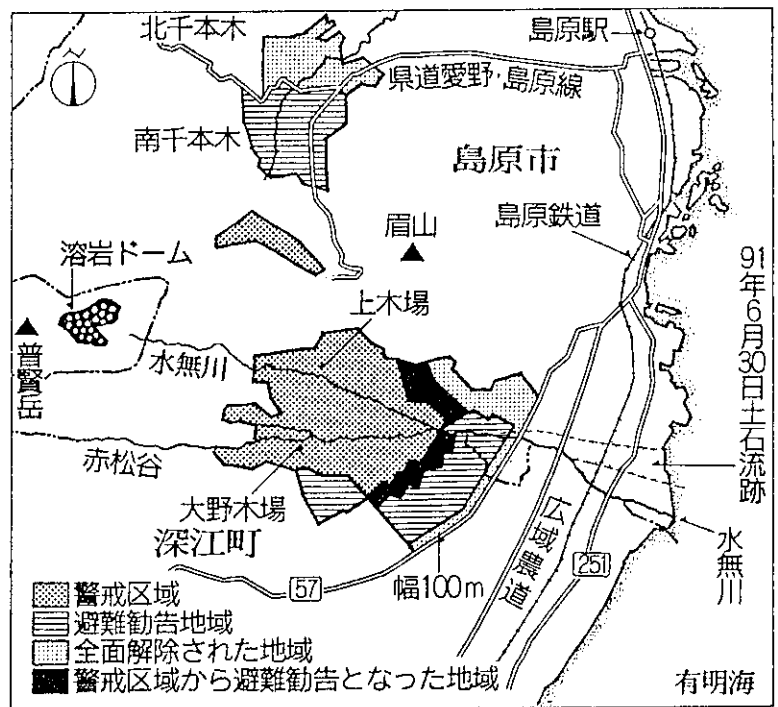 北千本木
島原駅
県道愛野・島原線
南千本木
島原市
島原鉄道
眉山
溶岩ドーム
上木場
普賢岳
水無川
91年6月30日土石流跡
赤松谷
大野木場
深江町
広域農道
水無川
57
幅100m
251
警戒区域
避難勧告地域
全面解除された地域
警戒区域から避難勧告となった地域
有明海